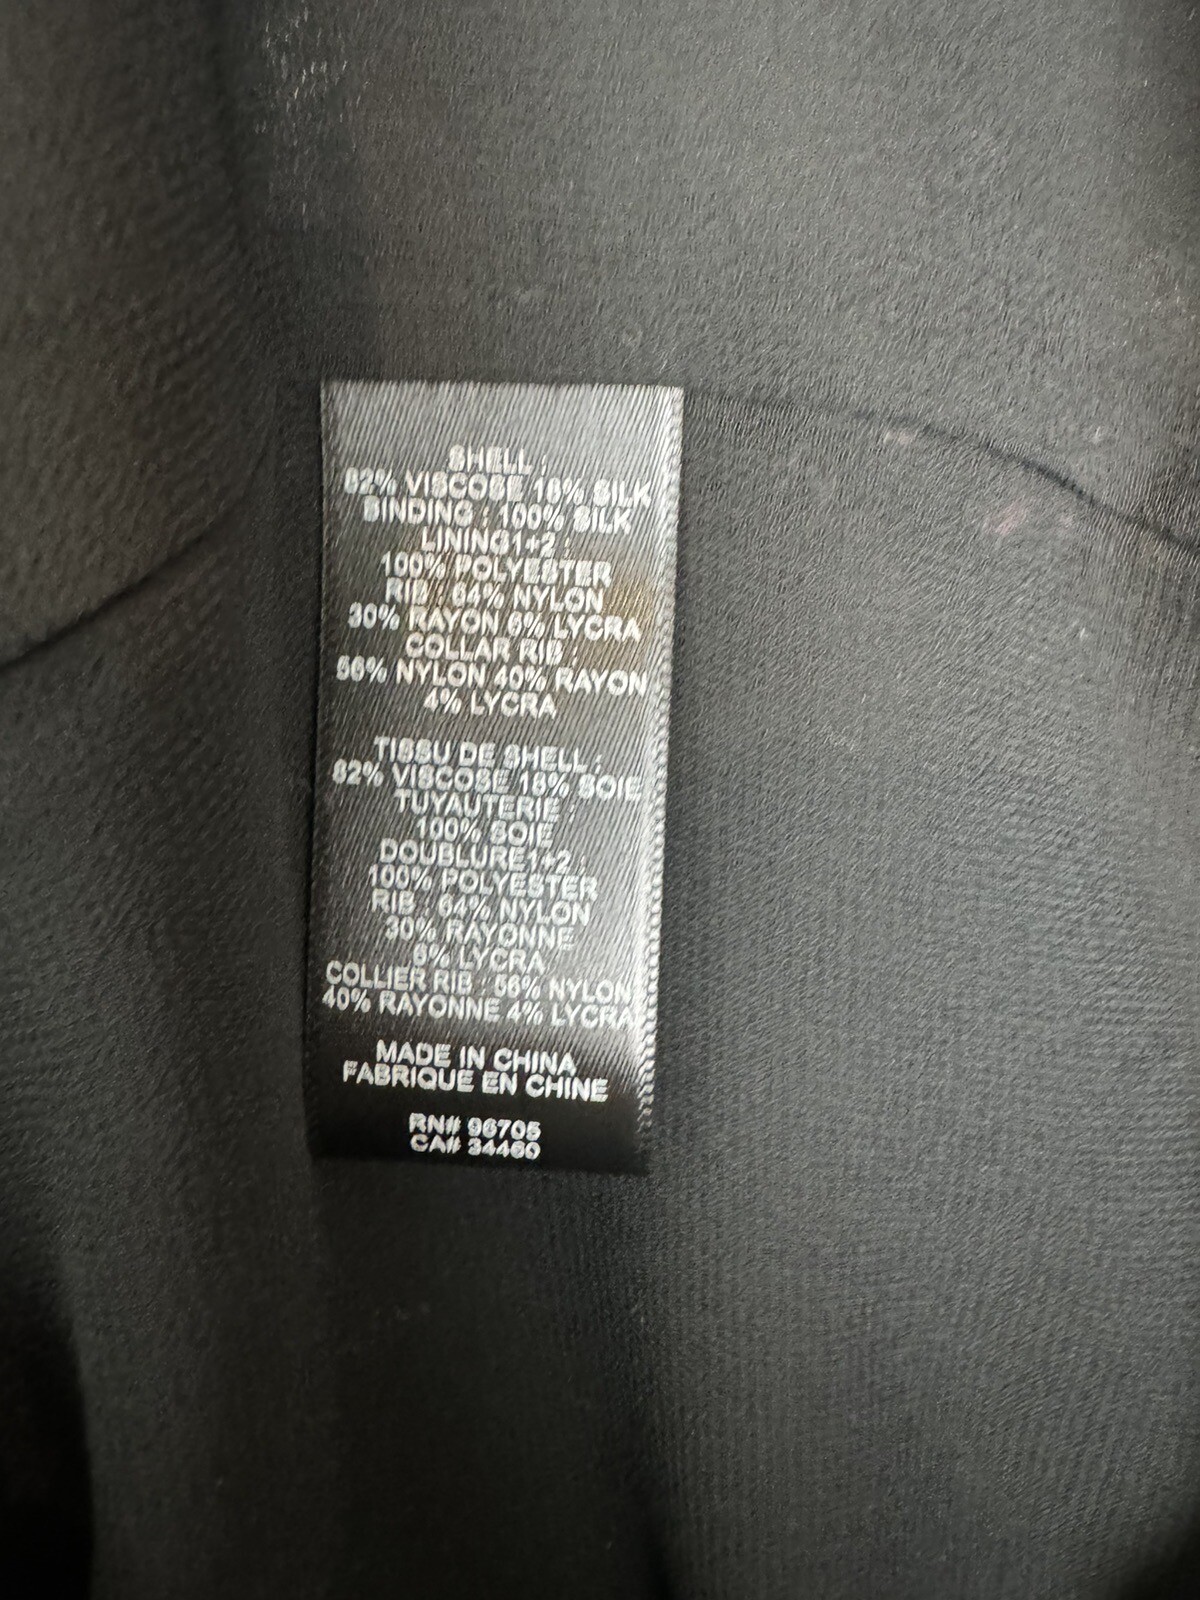 SHELL :
82% VISCOSE 18% SILK
BINDING : 100% SILK
LINING1+2 :
100% POLYESTER
RIB : 64% NYLON
30% RAYON 6% LYCRA
COLLAR RIB :
56% NYLON 40% RAYON
4% LYCRA
TISSU DE SHELL :
82% VISCOSE 18% SOIE
TUYAUTERIE :
100% SOIE
DOUBLURE1+2 :
100% POLYESTER
RIB : 64% NYLON
30% RAYONNE
6% LYCRA
COLLIER RIB : 56% NYLON
40% RAYONNE 4% LYCRA
MADE IN CHINA
FABRIQUE EN CHINE
RN# 96705
CA# 34460